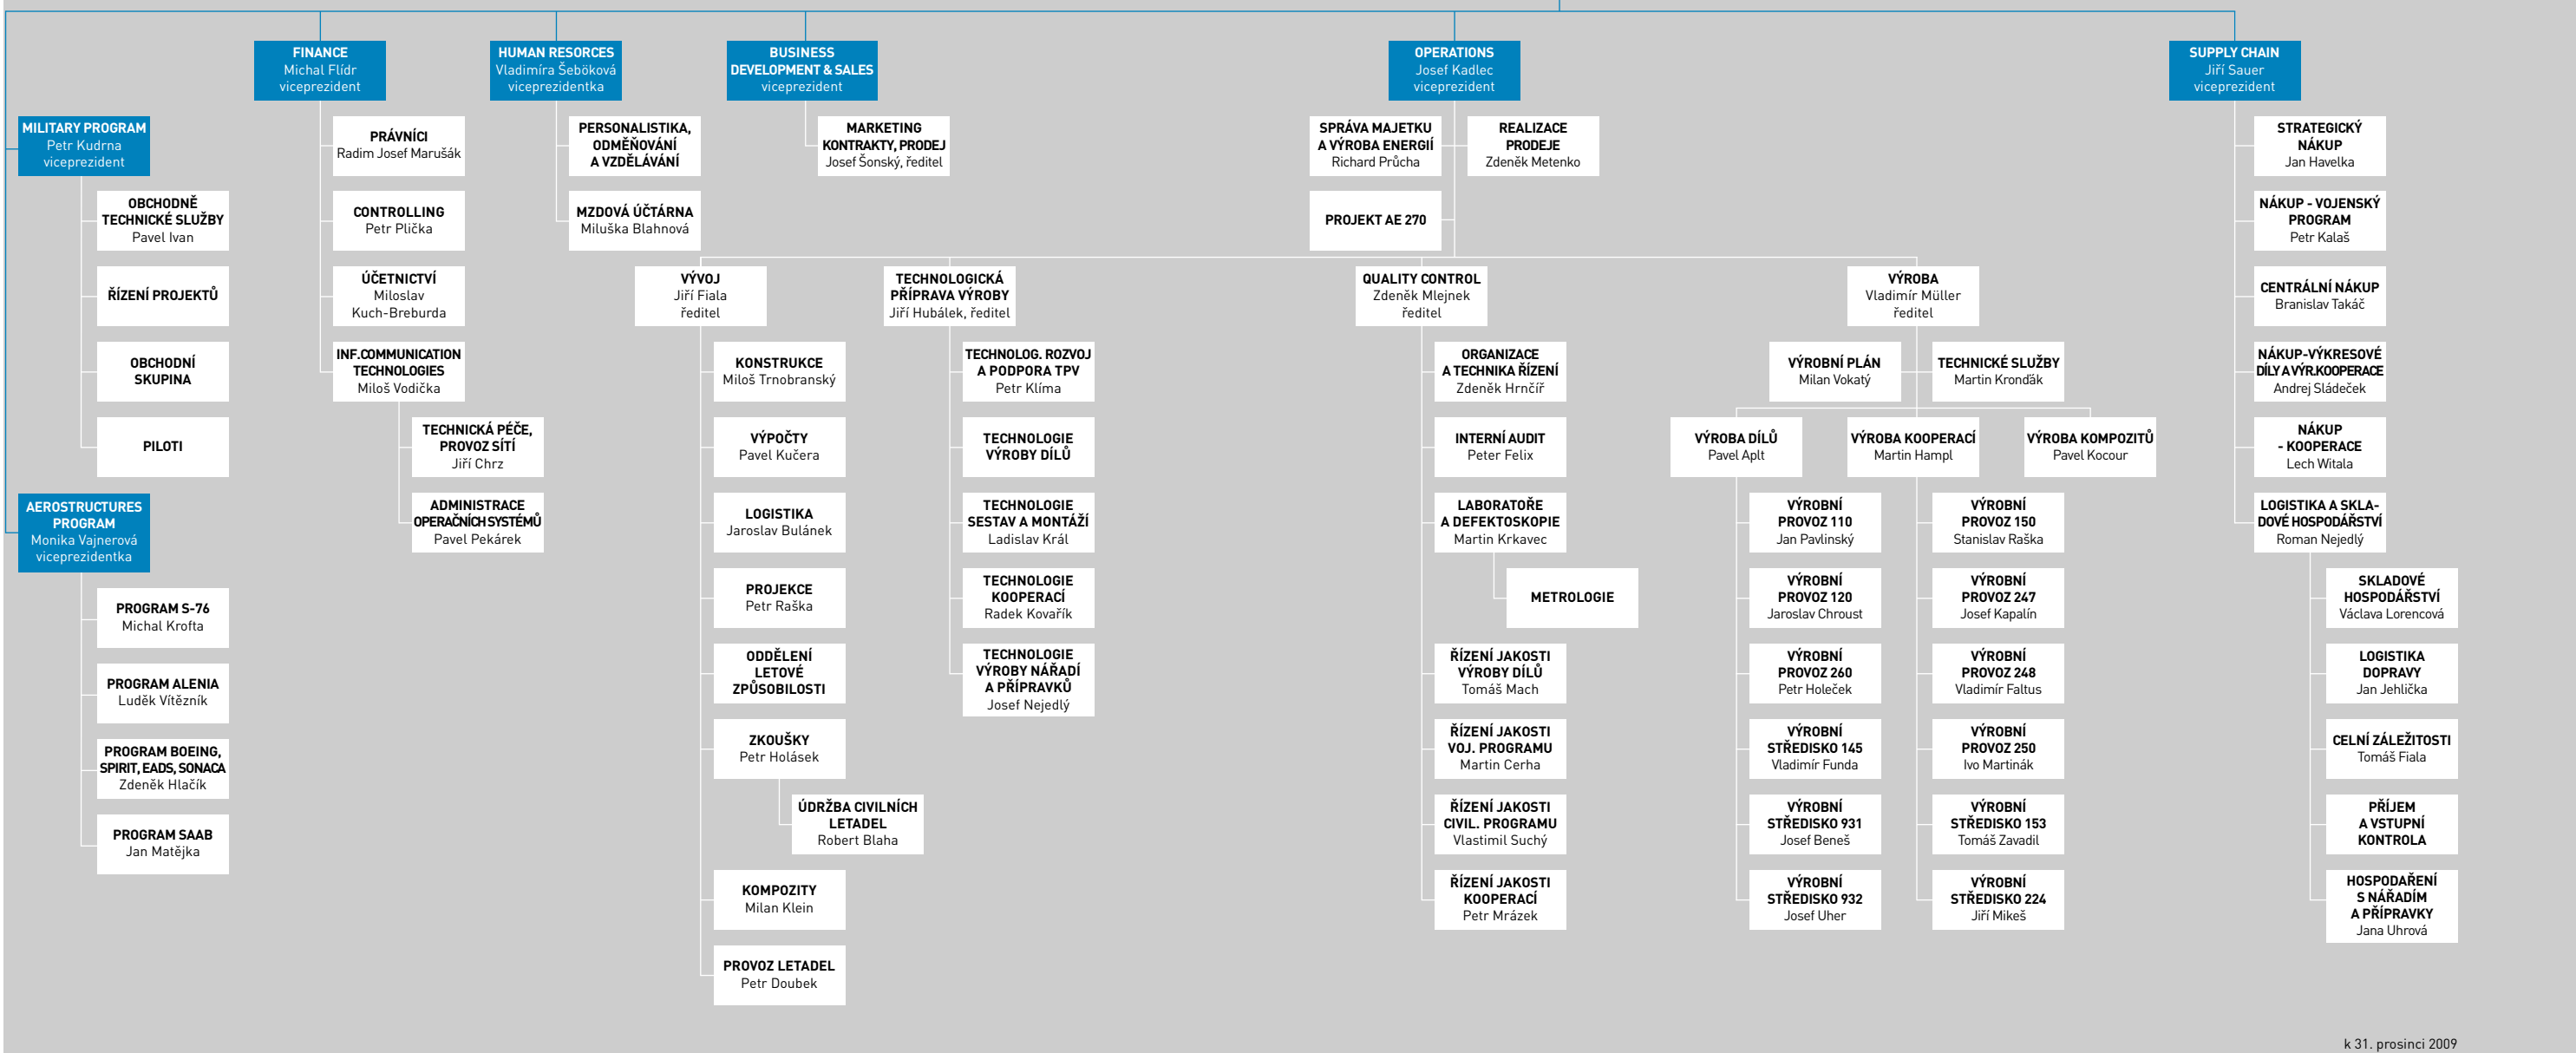 FINANCE
Michal Flídr
viceprezident
HUMAN RESORCES
Vladimíra Šeböková
viceprezidentka
BUSINESS
DEVELOPMENT & SALES
viceprezident
OPERATIONS
Josef Kadlec
viceprezident
SUPPLY CHAIN
Jiří Sauer
viceprezident
MILITARY PROGRAM
Petr Kudrna
viceprezident
OBCHODNĚ
TECHNICKÉ SLUŽBY
Pavel Ivan
ŘÍZENÍ PROJEKTŮ
OBCHODNÍ
SKUPINA
PILOTI
AEROSTRUCTURES
PROGRAM
Monika Vajnerová
viceprezidentka
PROGRAM S-76
Michal Krofta
PROGRAM ALENIA
Luděk Vítězník
PROGRAM BOEING,
SPIRIT, EADS, SONACA
Zdeněk Hlačík
PROGRAM SAAB
Jan Matějka
PRÁVNÍCI
Radim Josef Marušák
CONTROLLING
Petr Plička
ÚČETNICTVÍ
Miloslav
Kuch-Breburda
INF.COMMUNICATION
TECHNOLOGIES
Miloš Vodička
TECHNICKÁ PÉČE,
PROVOZ SÍTÍ
Jiří Chrz
ADMINISTRACE
OPERAČNÍCH SYSTÉMŮ
Pavel Pekárek
PERSONALISTIKA,
ODMĚŇOVÁNÍ
A VZDĚLÁVÁNÍ
MZDOVÁ ÚČTÁRNA
Miluška Blahnová
MARKETING
KONTRAKTY, PRODEJ
Josef Šonský, ředitel
SPRÁVA MAJETKU
A VÝROBA ENERGIÍ
Richard Průcha
REALIZACE
PRODEJE
Zdeněk Metenko
PROJEKT AE 270
VÝVOJ
Jiří Fiala
ředitel
KONSTRUKCE
Miloš Trnobranský
VÝPOČTY
Pavel Kučera
LOGISTIKA
Jaroslav Bulánek
PROJEKCE
Petr Raška
ODDĚLENÍ
LETOVÉ
ZPŮSOBILOSTI
ZKOUŠKY
Petr Holásek
ÚDRŽBA CIVILNÍCH
LETADEL
Robert Blaha
KOMPOZITY
Milan Klein
PROVOZ LETADEL
Petr Doubek
TECHNOLOGICKÁ
PŘÍPRAVA VÝROBY
Jiří Hubálek, ředitel
TECHNOLOG. ROZVOJ
A PODPORA TPV
Petr Klíma
TECHNOLOGIE
VÝROBY DÍLŮ
TECHNOLOGIE
SESTAV A MONTÁŽÍ
Ladislav Král
TECHNOLOGIE
KOOPERACÍ
Radek Kovařík
TECHNOLOGIE
VÝROBY NÁŘADÍ
A PŘÍPRAVKŮ
Josef Nejedlý
QUALITY CONTROL
Zdeněk Mlejnek
ředitel
ORGANIZACE
A TECHNIKA ŘÍZENÍ
Zdeněk Hrnčíř
INTERNÍ AUDIT
Peter Felix
LABORATOŘE
A DEFEKTOSKOPIE
Martin Krkavec
METROLOGIE
ŘÍZENÍ JAKOSTI
VÝROBY DÍLŮ
Tomáš Mach
ŘÍZENÍ JAKOSTI
VOJ. PROGRAMU
Martin Cerha
ŘÍZENÍ JAKOSTI
CIVIL. PROGRAMU
Vlastimil Suchý
ŘÍZENÍ JAKOSTI
KOOPERACÍ
Petr Mrázek
VÝROBA
Vladimír Müller
ředitel
VÝROBNÍ PLÁN
Milan Vokatý
TECHNICKÉ SLUŽBY
Martin Kronďák
VÝROBA DÍLŮ
Pavel Aplt
VÝROBA KOOPERACÍ
Martin Hampl
VÝROBA KOMPOZITŮ
Pavel Kocour
VÝROBNÍ
PROVOZ 110
Jan Pavlinský
VÝROBNÍ
PROVOZ 120
Jaroslav Chroust
VÝROBNÍ
PROVOZ 260
Petr Holeček
VÝROBNÍ
STŘEDISKO 145
Vladimír Funda
VÝROBNÍ
STŘEDISKO 931
Josef Beneš
VÝROBNÍ
STŘEDISKO 932
Josef Uher
VÝROBNÍ
PROVOZ 150
Stanislav Raška
VÝROBNÍ
PROVOZ 247
Josef Kapalín
VÝROBNÍ
PROVOZ 248
Vladimír Faltus
VÝROBNÍ
PROVOZ 250
Ivo Martinák
VÝROBNÍ
STŘEDISKO 153
Tomáš Zavadil
VÝROBNÍ
STŘEDISKO 224
Jiří Mikeš
STRATEGICKÝ
NÁKUP
Jan Havelka
NÁKUP - VOJENSKÝ
PROGRAM
Petr Kalaš
CENTRÁLNÍ NÁKUP
Branislav Takáč
NÁKUP-VÝKRESOVÉ
DÍLY A VÝR.KOOPERACE
Andrej Sládeček
NÁKUP
- KOOPERACE
Lech Witala
LOGISTIKA A SKLA-
DOVÉ HOSPODÁŘSTVÍ
Roman Nejedlý
SKLADOVÉ
HOSPODÁŘSTVÍ
Václava Lorencová
LOGISTIKA
DOPRAVY
Jan Jehlička
CELNÍ ZÁLEŽITOSTI
Tomáš Fiala
PŘÍJEM
A VSTUPNÍ
KONTROLA
HOSPODAŘENÍ
S NÁŘADÍM
A PŘÍPRAVKY
Jana Uhrová
k 31. prosinci 2009